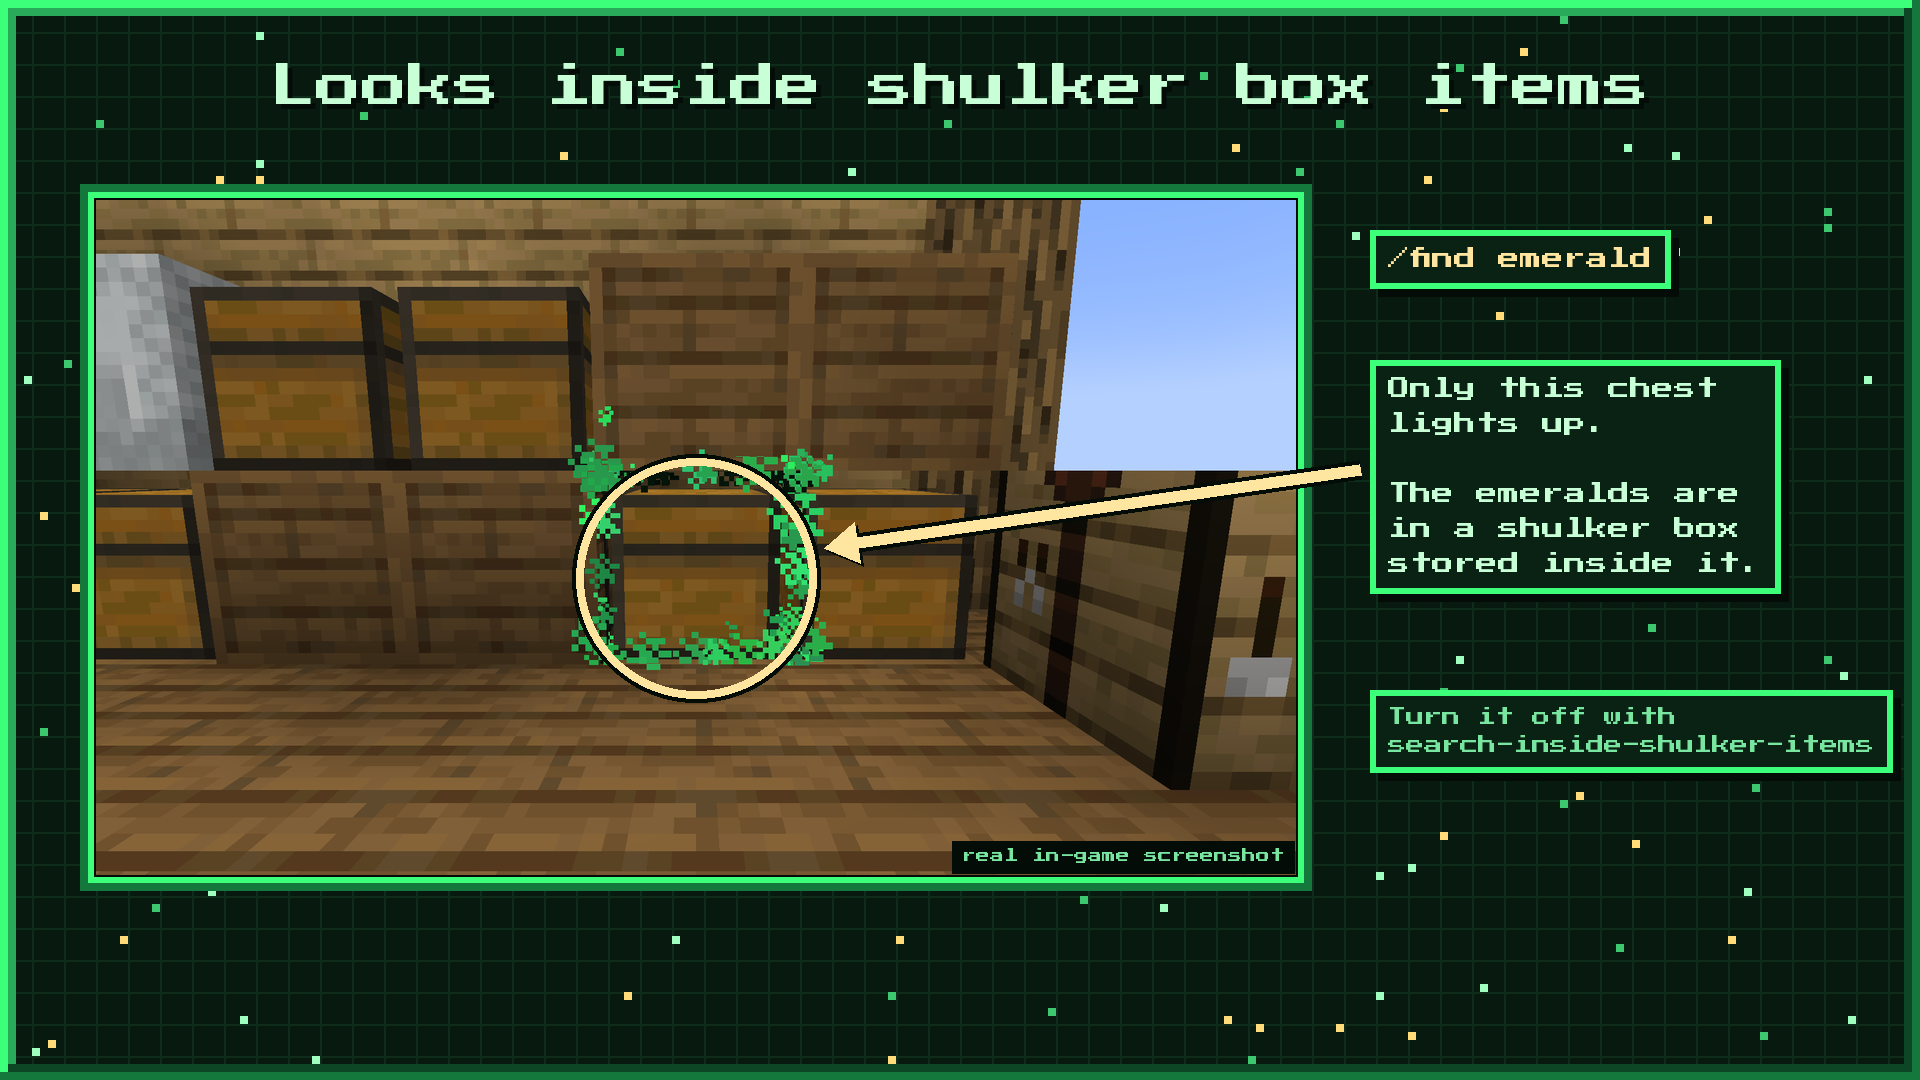 Looks inside shulker box items
/find emerald
Only this chest
lights up.
The emeralds are
in a shulker box
stored inside it.
Turn it off with
search-inside-shulker-items
real in-game screenshot